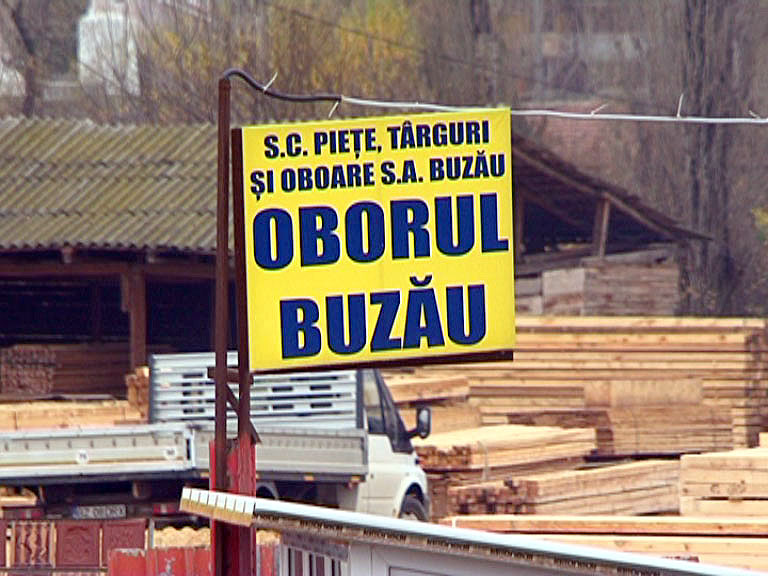 S.C. PIEȚE, TÂRGURI
ȘI OBOARE S.A. BUZĂU
OBORUL
BUZĂU